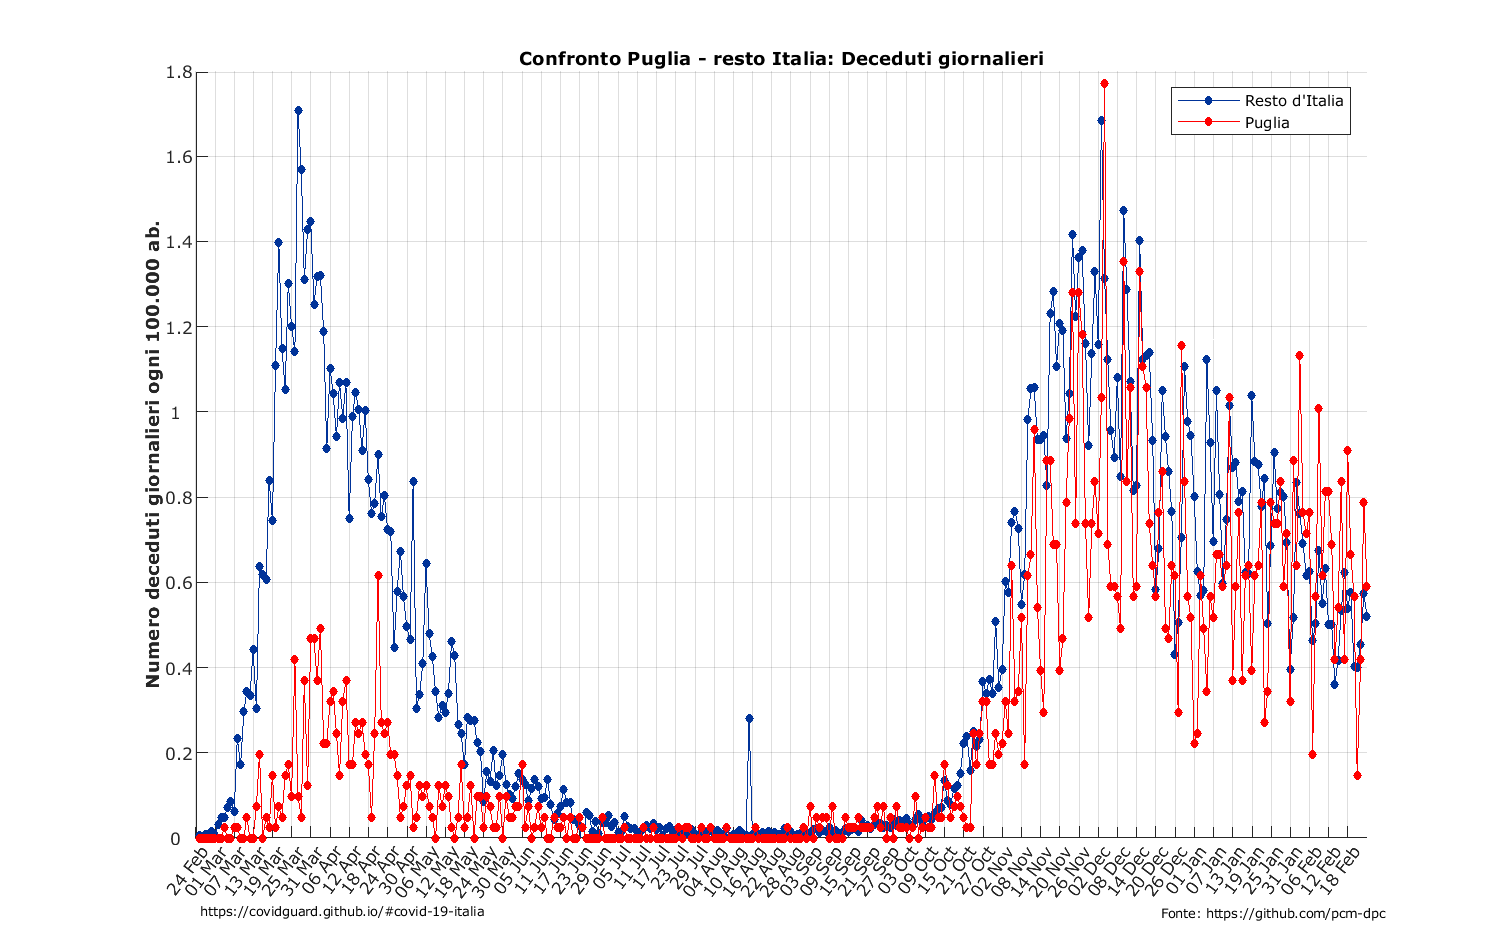 Confronto Puglia - resto Italia: Deceduti giornalieri
Numero deceduti giornalieri ogni 100.000 ab.
1.8
1.6
1.4
1.2
1
0.8
0.6
0.4
0.2
0
Resto d'Italia
Puglia
24 Feb
01 Mar
07 Mar
13 Mar
19 Mar
25 Mar
31 Mar
06 Apr
12 Apr
18 Apr
24 Apr
30 Apr
06 May
12 May
18 May
24 May
30 May
05 Jun
11 Jun
17 Jun
23 Jun
29 Jun
05 Jul
11 Jul
17 Jul
23 Jul
29 Jul
04 Aug
10 Aug
16 Aug
22 Aug
28 Aug
03 Sep
09 Sep
15 Sep
21 Sep
27 Sep
03 Oct
09 Oct
15 Oct
21 Oct
27 Oct
02 Nov
08 Nov
14 Nov
20 Nov
26 Nov
02 Dec
08 Dec
14 Dec
20 Dec
26 Dec
01 Jan
07 Jan
13 Jan
19 Jan
25 Jan
31 Jan
06 Feb
12 Feb
18 Feb
https://covidguard.github.io/#covid-19-italia
Fonte: https://github.com/pcm-dpc